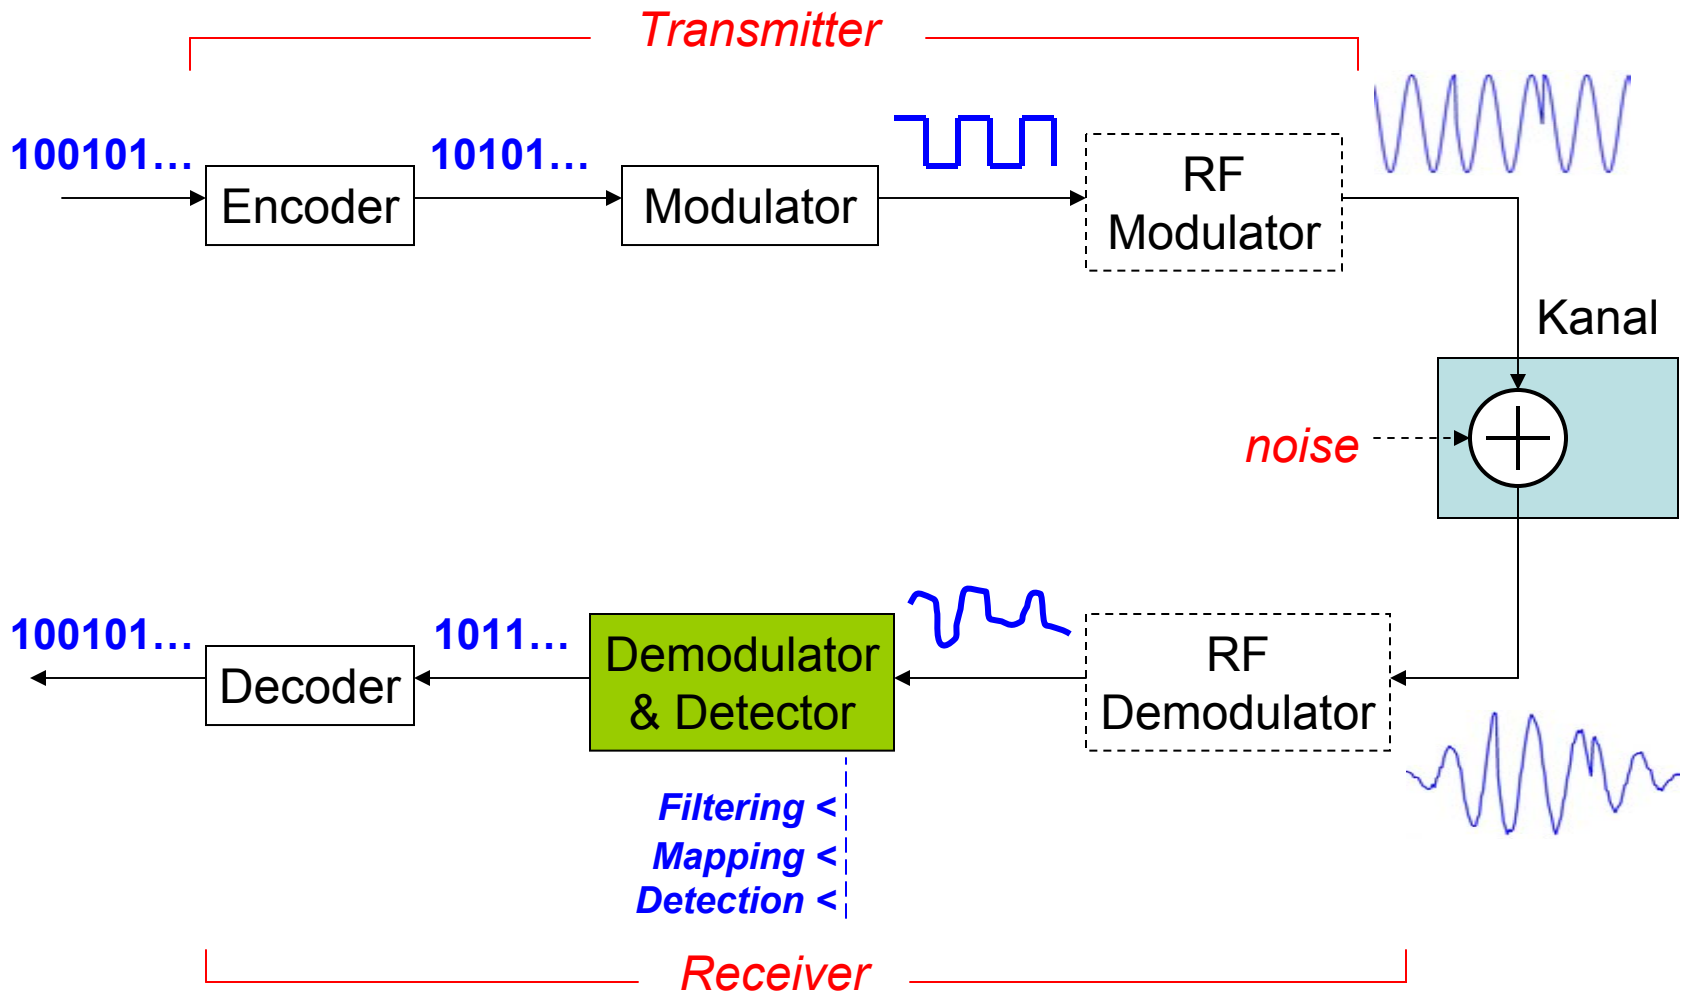 Transmitter
100101…
Encoder
10101…
Modulator
RF
Modulator
Kanal
noise
100101…
Decoder
1011…
Demodulator
& Detector
RF
Demodulator
Filtering <
Mapping <
Detection <
Receiver